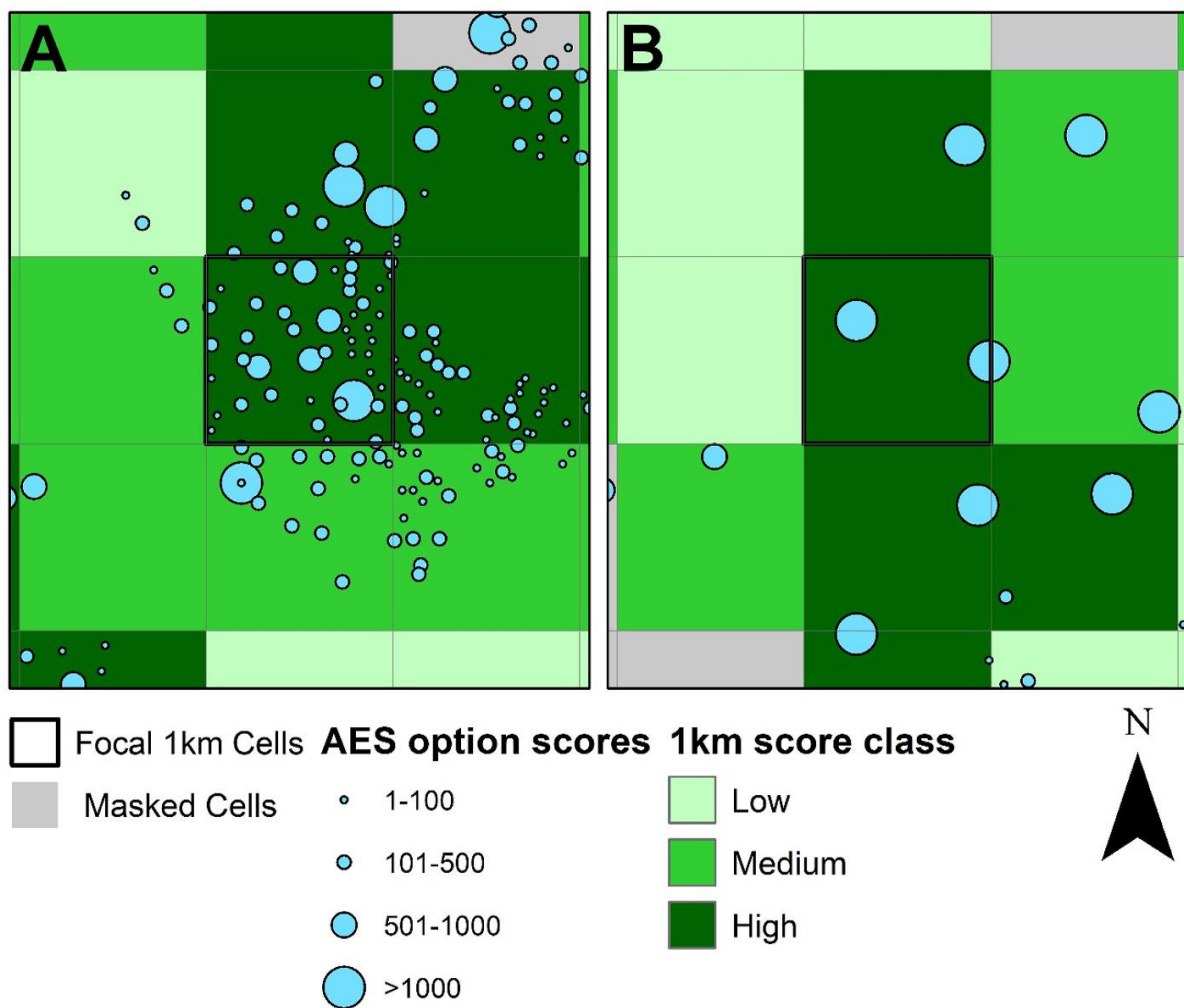 A B
Focal 1km Cells AES option scores 1km score class N
Masked Cells 1-100 Low
101-500 Medium
501-1000 High
>1000